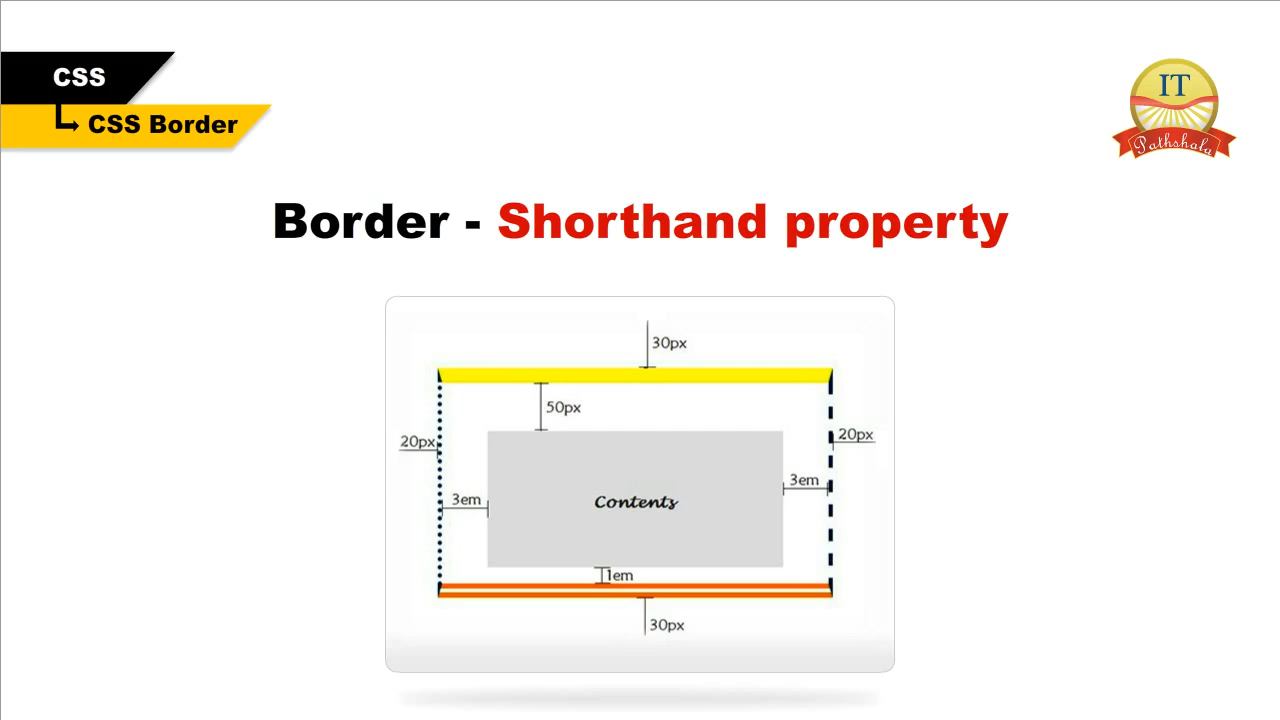 CSS
CSS Border
IT
Pathshala
Border - Shorthand property
30px
50px
20px
20px
3em
3em
Contents
1em
30px